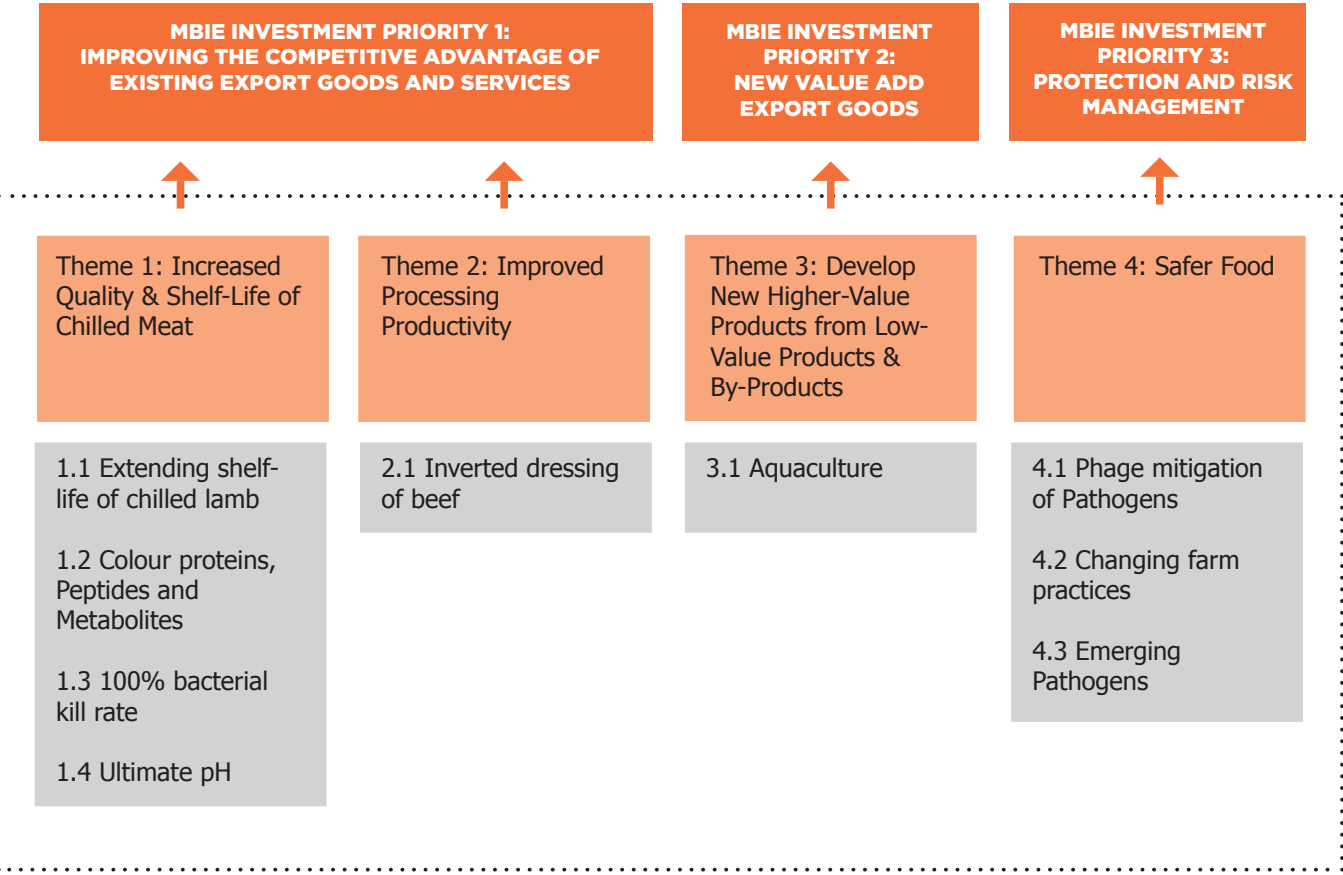 MBIE INVESTMENT PRIORITY 1:
IMPROVING THE COMPETITIVE ADVANTAGE OF
EXISTING EXPORT GOODS AND SERVICES
MBIE INVESTMENT
PRIORITY 2:
NEW VALUE ADD
EXPORT GOODS
MBIE INVESTMENT
PRIORITY 3:
PROTECTION AND RISK
MANAGEMENT
Theme 1: Increased
Quality & Shelf-Life of
Chilled Meat
Theme 2: Improved
Processing
Productivity
Theme 3: Develop
New Higher-Value
Products from Low-
Value Products &
By-Products
Theme 4: Safer Food
1.1 Extending shelf-
life of chilled lamb
1.2 Colour proteins,
Peptides and
Metabolites
1.3 100% bacterial
kill rate
1.4 Ultimate pH
2.1 Inverted dressing
of beef
3.1 Aquaculture
4.1 Phage mitigation
of Pathogens
4.2 Changing farm
practices
4.3 Emerging
Pathogens